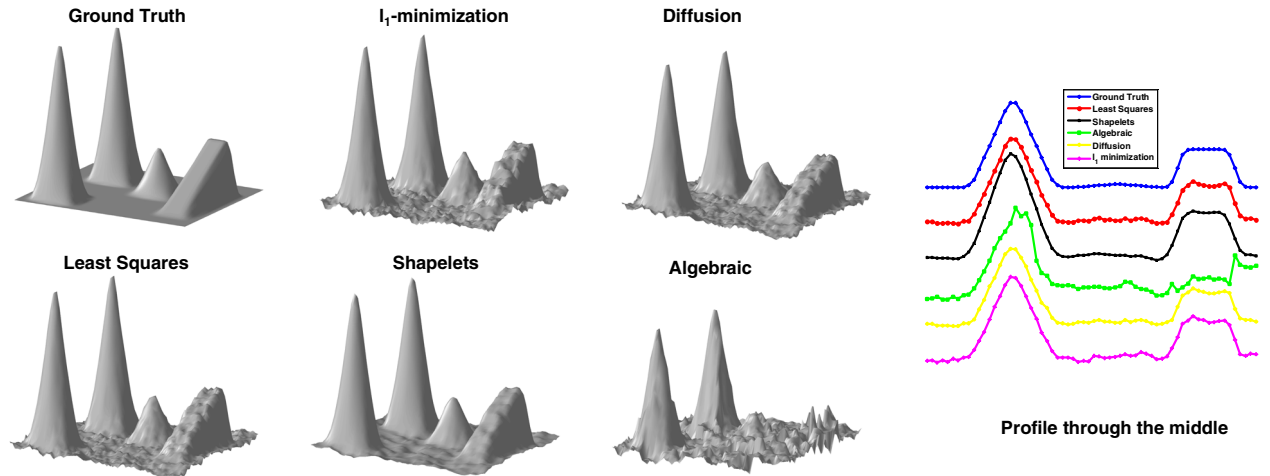 Ground Truth
l₁-minimization
Diffusion
Ground Truth
Least Squares
Shapelets
Algebraic
Diffusion
l₁ minimization
Least Squares
Shapelets
Algebraic
Profile through the middle